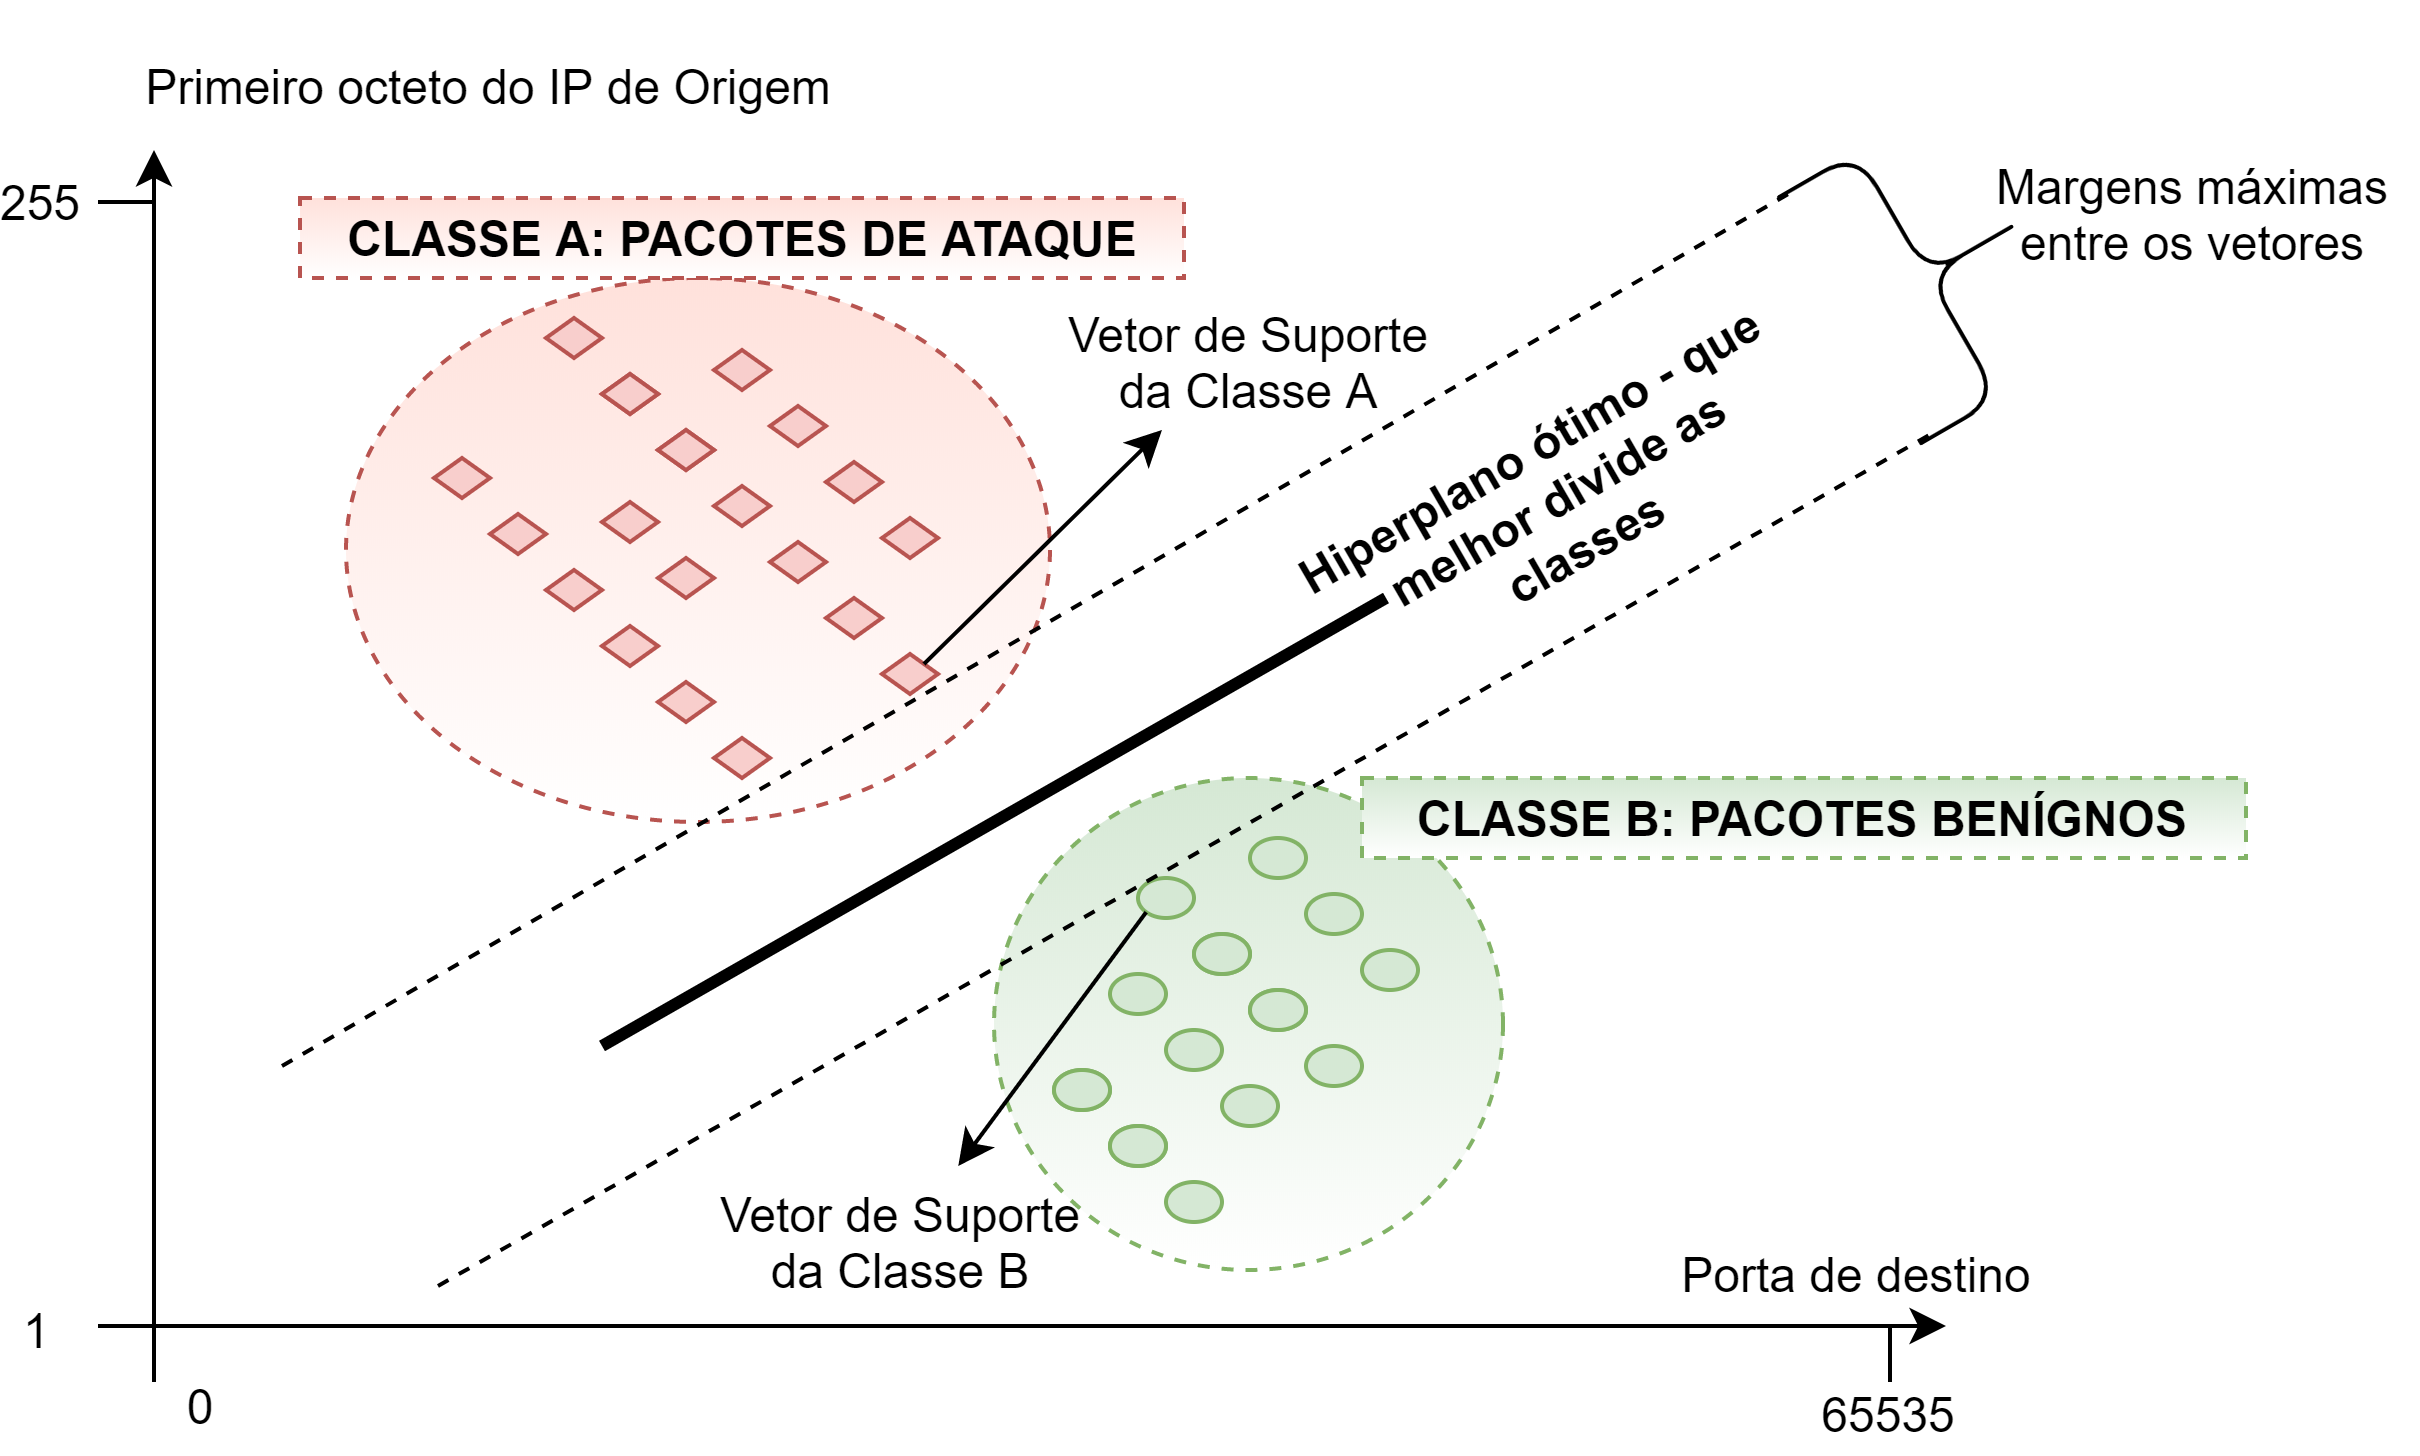 Primeiro octeto do IP de Origem
255
CLASSE A: PACOTES DE ATAQUE
Margens máximas
entre os vetores
Vetor de Suporte
da Classe A
Hiperplano ótimo - que
melhor divide as
classes
CLASSE B: PACOTES BENÍGNOS
Vetor de Suporte
da Classe B
Porta de destino
1
0
65535